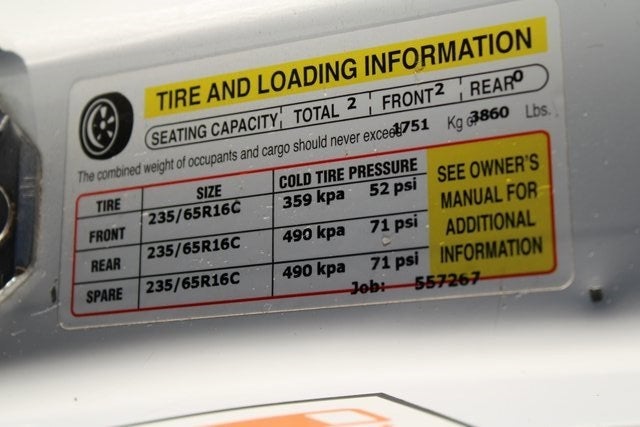 TIRE AND LOADING INFORMATION
SEATING CAPACITY TOTAL 2 FRONT 2 REAR 0
The combined weight of occupants and cargo should never exceed 1751 Kg or 3860 Lbs.
TIRE SIZE COLD TIRE PRESSURE
FRONT 235/65R16C 359 kpa 52 psi
REAR 235/65R16C 490 kpa 71 psi
SPARE 235/65R16C 490 kpa 71 psi
SEE OWNER'S
MANUAL FOR
ADDITIONAL
INFORMATION
Job: 557267